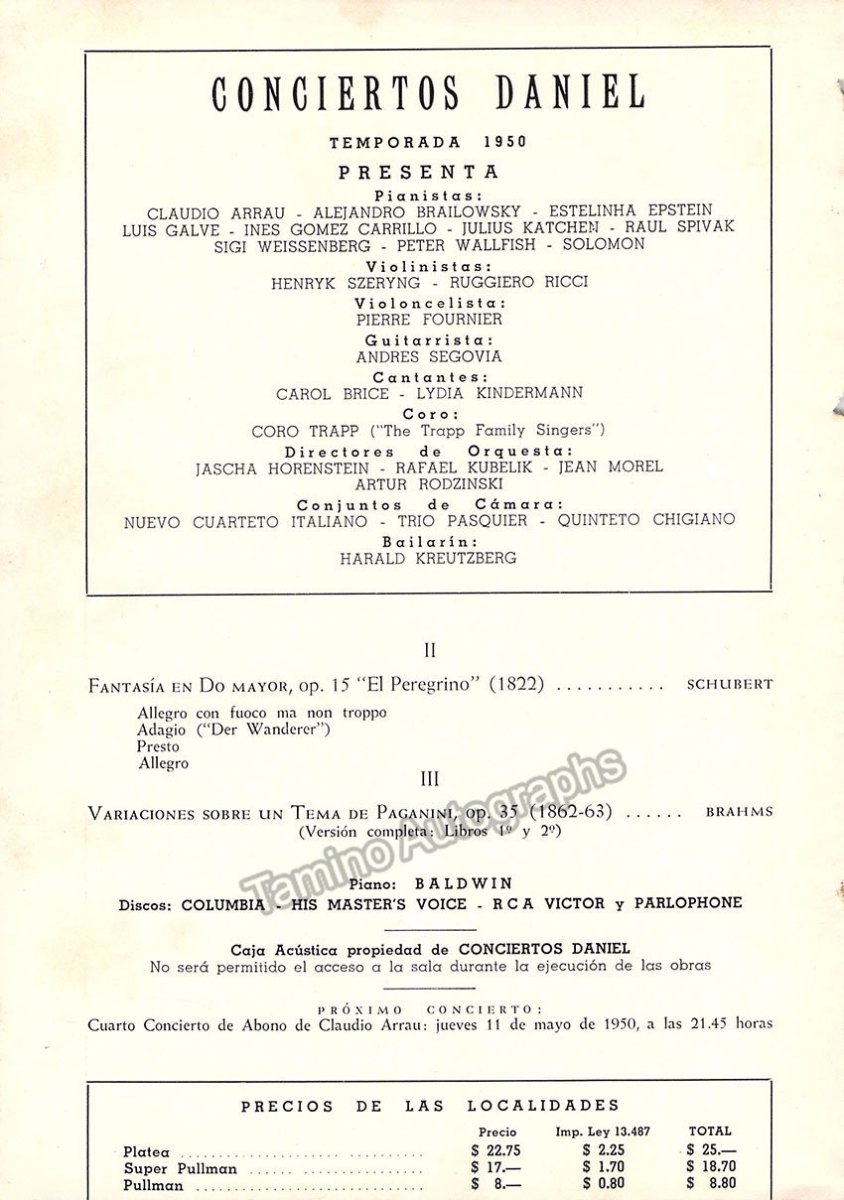 CONCIERTOS DANIEL
TEMPORADA 1950
PRESENTA
Pianistas:
CLAUDIO ARRAU - ALEJANDRO BRAILOWSKY - ESTELINHA EPSTEIN
LUIS GALVE - INES GOMEZ CARRILLO - JULIUS KATCHEN - RAUL SPIVAK
SIGI WEISSENBERG - PETER WALLFISH - SOLOMON
Violinistas:
HENRYK SZERYNG - RUGGIERO RICCI
Violoncelista:
PIERRE FOURNIER
Guitarrista:
ANDRES SEGOVIA
Cantantes:
CAROL BRICE - LYDIA KINDERMANN
Coro:
CORO TRAPP ("The Trapp Family Singers")
Directores de Orquesta:
JASCHA HORENSTEIN - RAFAEL KUBELIK - JEAN MOREL
ARTUR RODZINSKI
Conjuntos de Cámara:
NUEVO CUARTETO ITALIANO - TRIO PASQUIER - QUINTETO CHIGIANO
Bailarín:
HARALD KREUTZBERG
II
FANTASÍA EN DO MAYOR, op. 15 "El Peregrino" (1822) ........... SCHUBERT
Allegro con fuoco ma non troppo
Adagio ("Der Wanderer")
Presto
Allegro
III
VARIACIONES SOBRE UN TEMA DE PAGANINI, op. 35 (1862-63) ...... BRAHMS
(Versión completa: Libros 1º y 2º)
Tamino Autographs
Piano: BALDWIN
Discos: COLUMBIA - HIS MASTER'S VOICE - RCA VICTOR y PARLOPHONE
Caja Acústica propiedad de CONCIERTOS DANIEL
No será permitido el acceso a la sala durante la ejecución de las obras
PRÓXIMO CONCIERTO:
Cuarto Concierto de Abono de Claudio Arrau: jueves 11 de mayo de 1950, a las 21.45 horas
PRECIOS DE LAS LOCALIDADES
Precio Imp. Ley 13.487 TOTAL
Platea ................................. $ 22.75 $ 2.25 $ 25.—
Super Pullman ...... ................ $ 17.— $ 1.70 $ 18.70
Pullman ............................... $ 8.— $ 0.80 $ 8.80